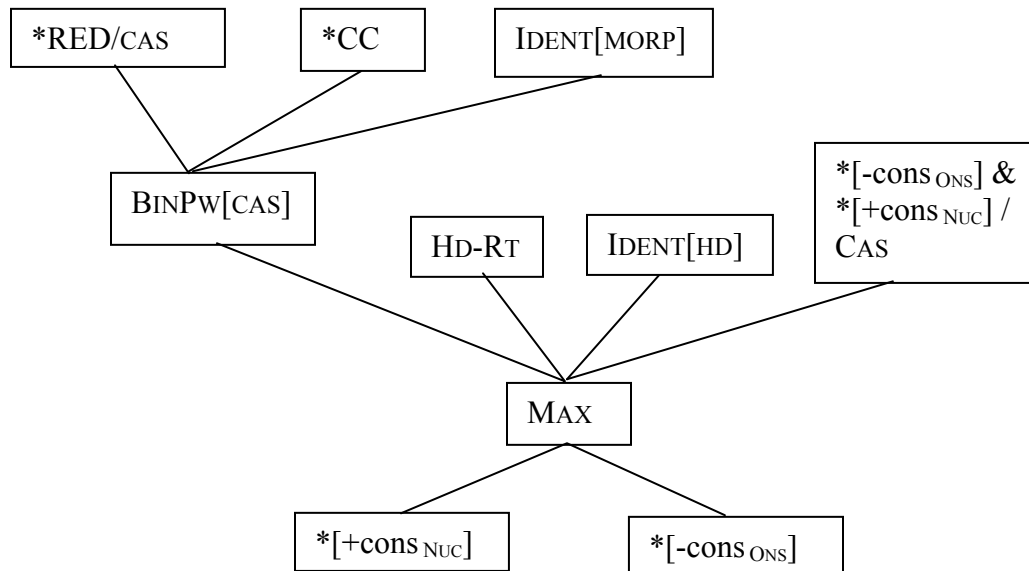 *RED/CAS
*CC
IDENT[MORP]
BINPW[CAS]
HD-RT
IDENT[HD]
*[-cons ONS] &
*[+cons NUC] /
CAS
MAX
*[+cons NUC]
*[-cons ONS]